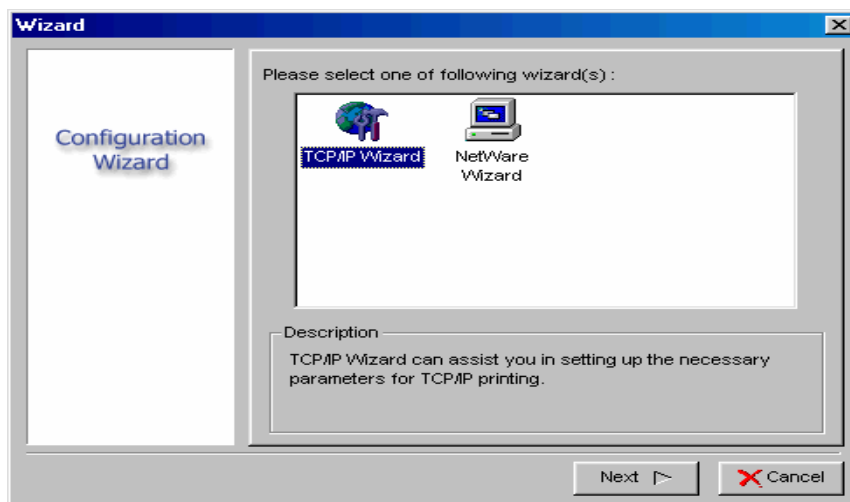 Wizard
Configuration
Wizard
Please select one of following wizard(s) :
TCP/IP Wizard
NetWare
Wizard
Description
TCP/IP Wizard can assist you in setting up the necessary
parameters for TCP/IP printing.
Next
Cancel